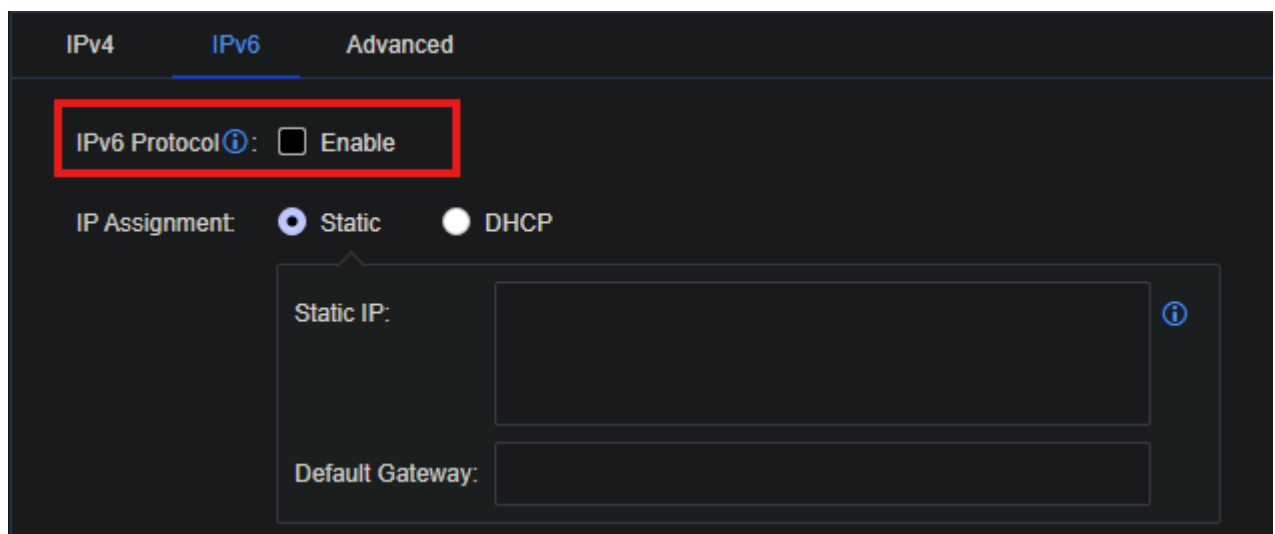 IPv4 IPv6 Advanced
IPv6 Protocol : Enable
IP Assignment: Static DHCP
Static IP:
Default Gateway: